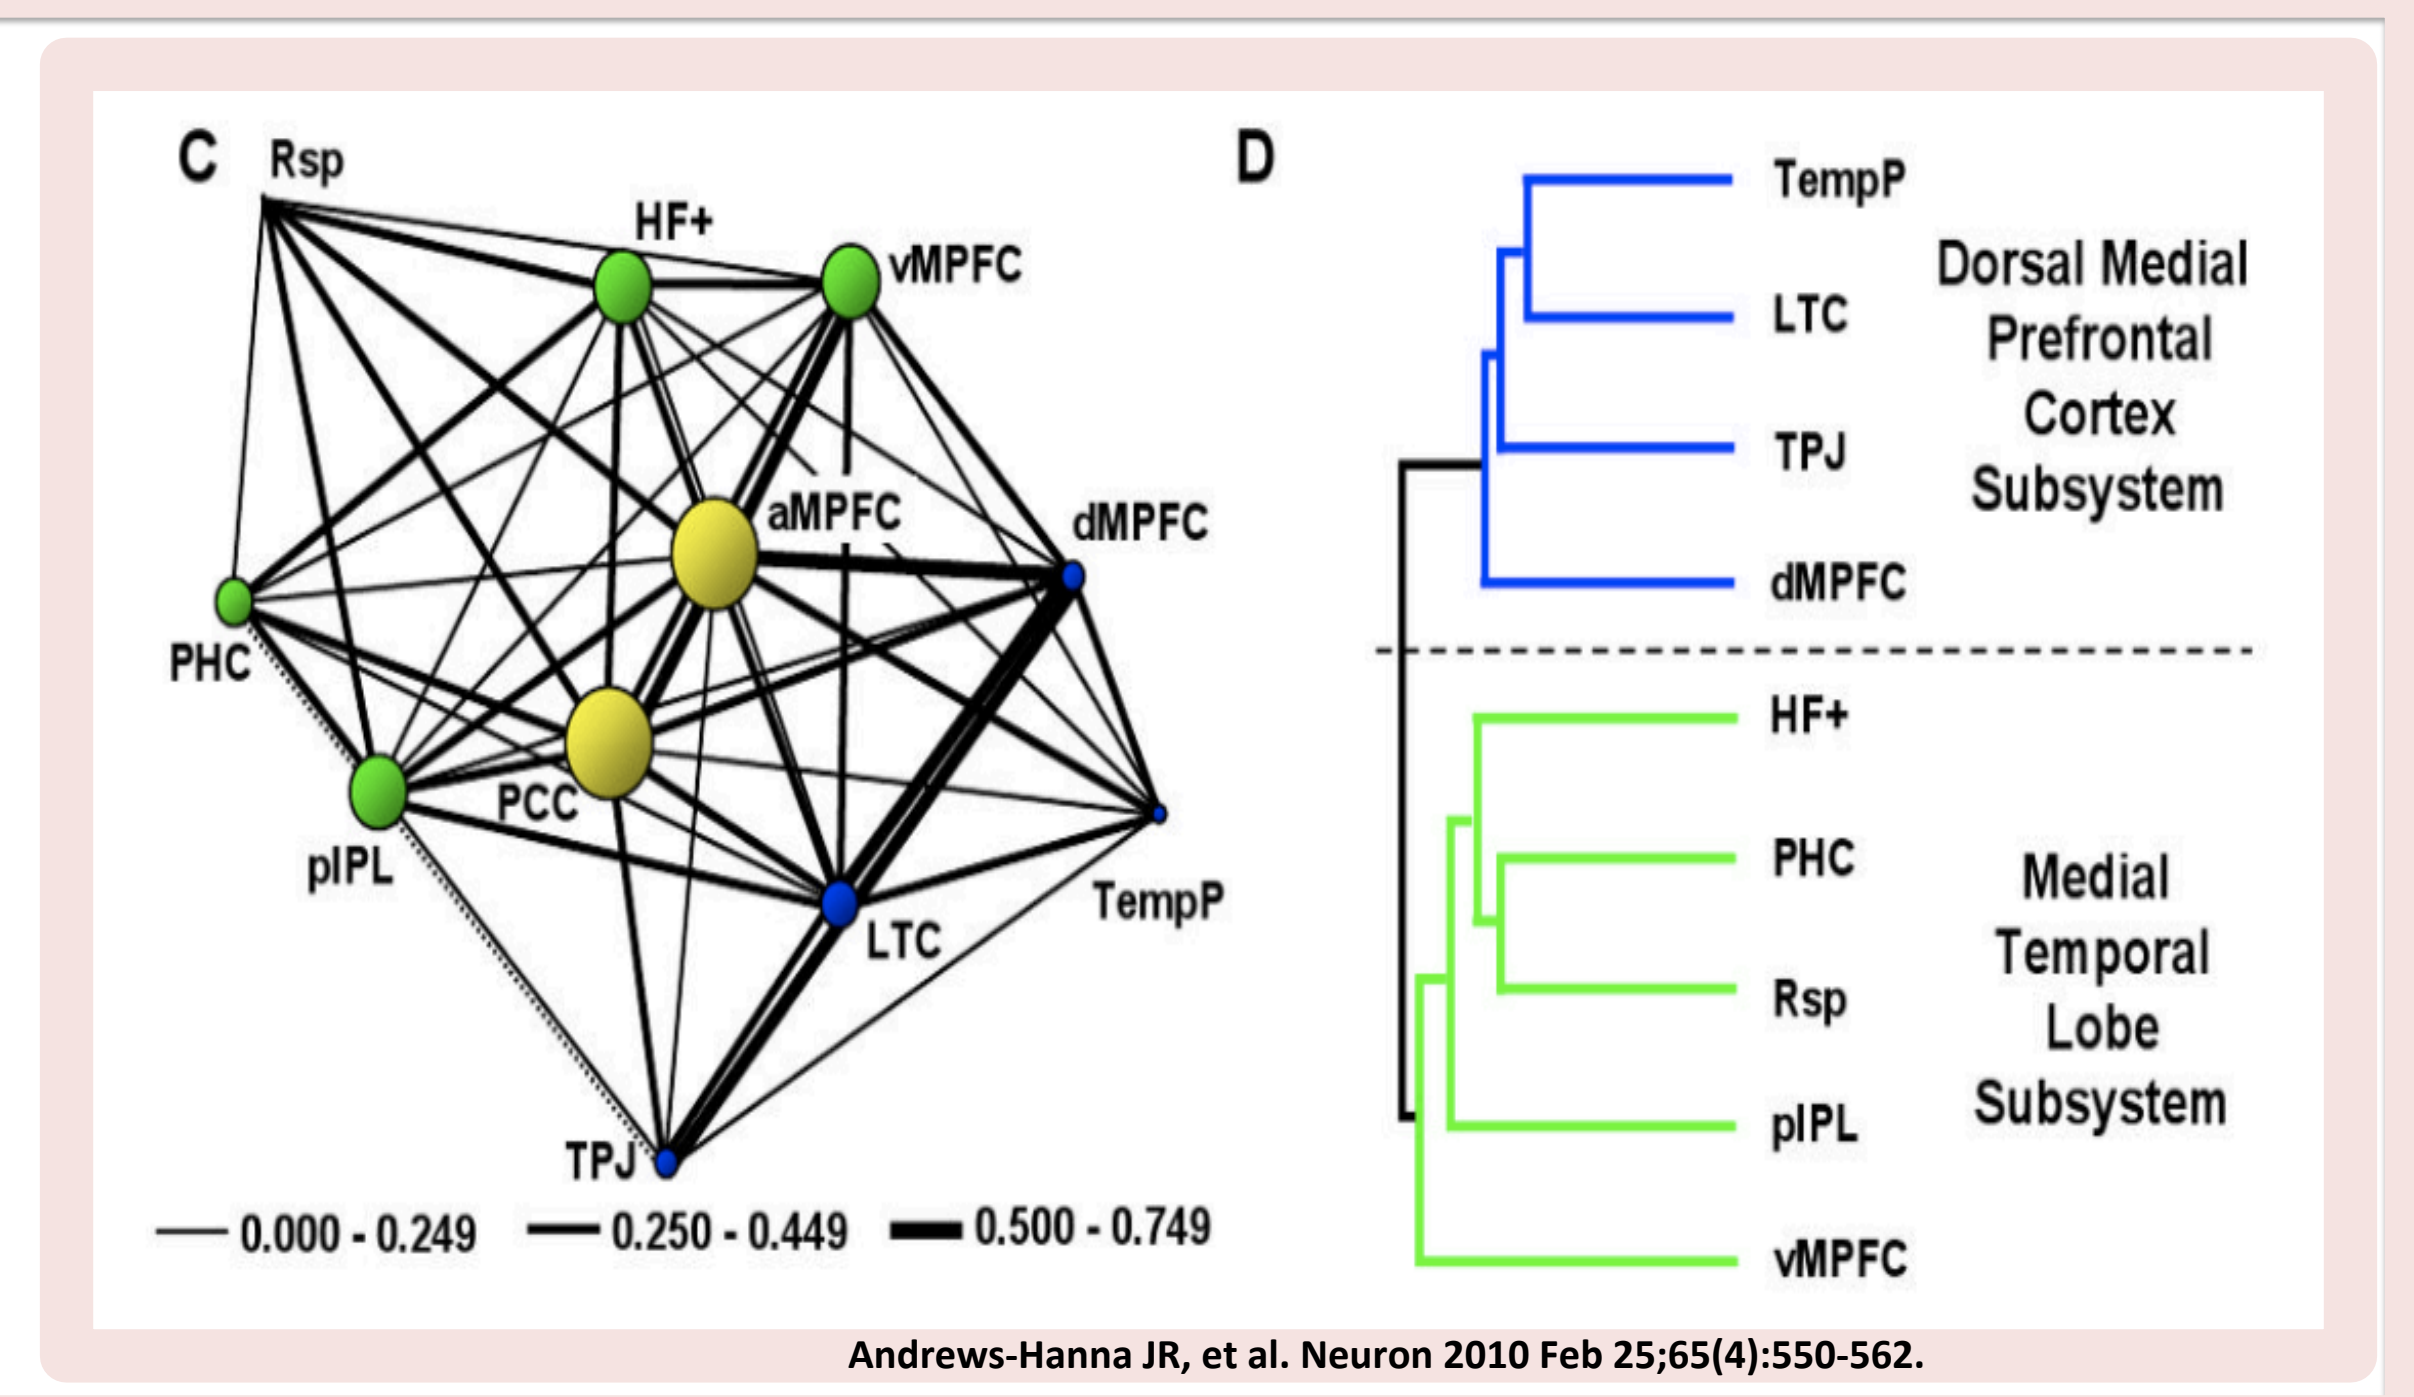 C
Rsp
HF+
vMPFC
aMPFC
dMPFC
PHC
PCC
pIPL
TempP
LTC
TPJ
0.000 - 0.249
0.250 - 0.449
0.500 - 0.749
D
TempP
LTC
TPJ
dMPFC
Dorsal Medial
Prefrontal
Cortex
Subsystem
HF+
PHC
Rsp
pIPL
vMPFC
Medial
Temporal
Lobe
Subsystem
Andrews-Hanna JR, et al. Neuron 2010 Feb 25;65(4):550-562.